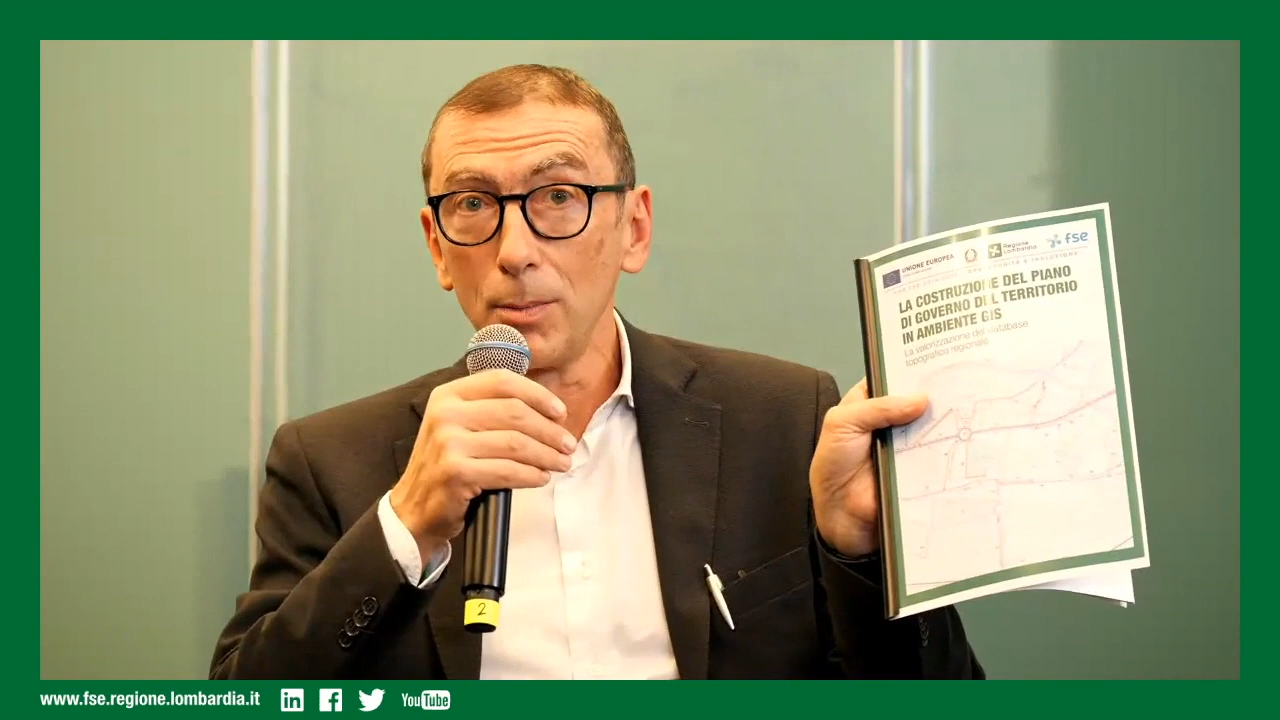 UNIONE EUROPEA
Regione
Lombardia
fse
LA COSTRUZIONE DEL PIANO
DI GOVERNO DEL TERRITORIO
IN AMBIENTE GIS
La valorizzazione del database
topografico regionale
2
www.fse.regione.lombardia.it
in
f
YouTube